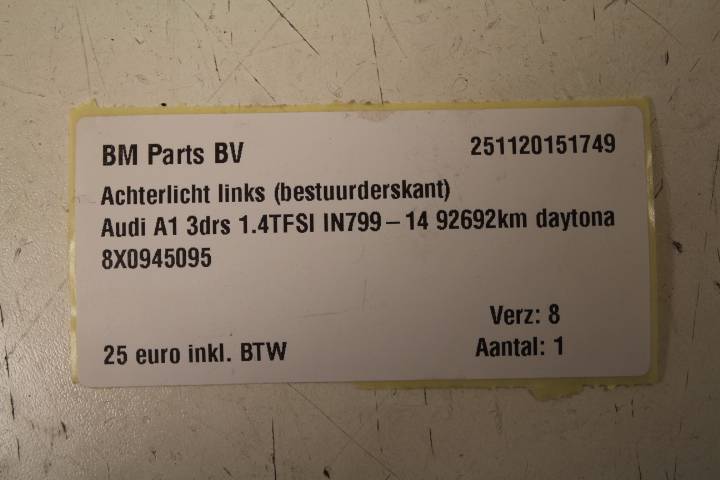 BM Parts BV 251120151749
Achterlicht links (bestuurderskant)
Audi A1 3drs 1.4TFSI IN799-14 92692km daytona
8X0945095
Verz: 8
25 euro inkl. BTW Aantal: 1